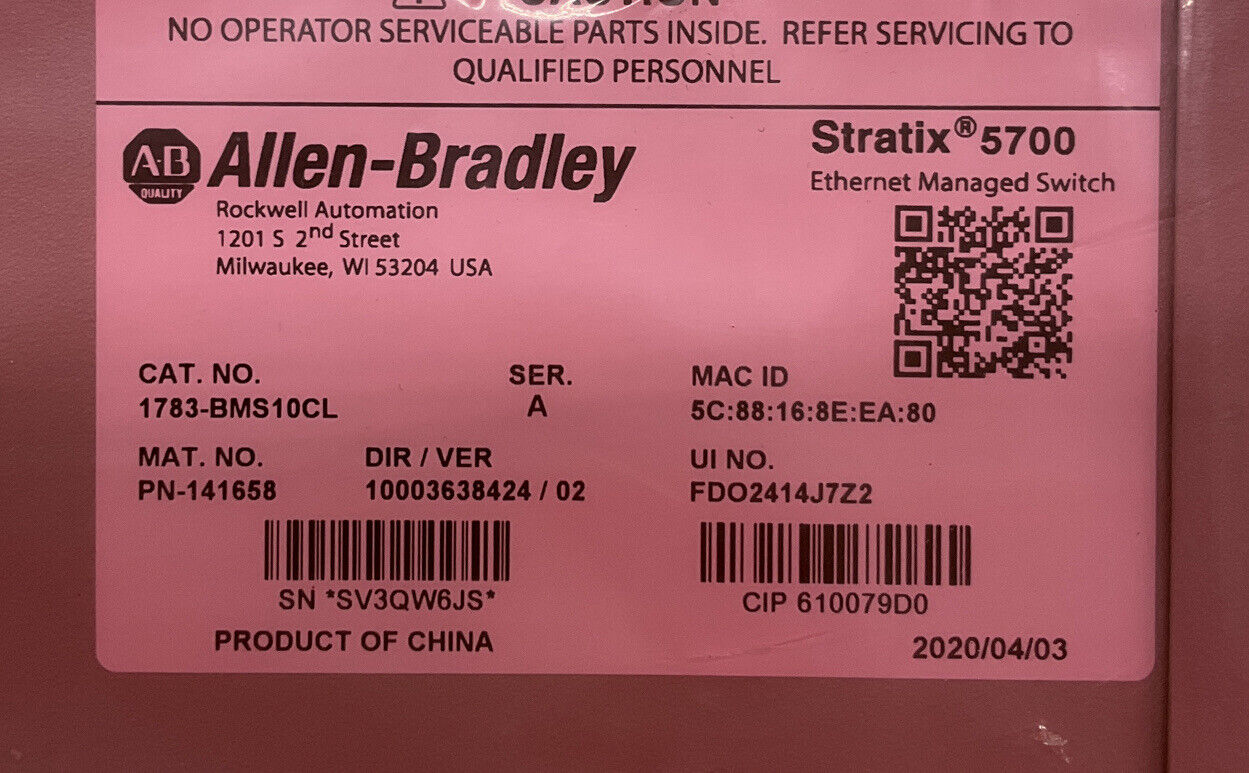 CAUTION
NO OPERATOR SERVICEABLE PARTS INSIDE. REFER SERVICING TO
QUALIFIED PERSONNEL
A-B
QUALITY
Allen-Bradley
Rockwell Automation
1201 S 2nd Street
Milwaukee, WI 53204 USA
Stratix®5700
Ethernet Managed Switch
CAT. NO.
1783-BMS10CL
SER.
A
MAC ID
5C:88:16:8E:EA:80
MAT. NO.
PN-141658
DIR / VER
10003638424 / 02
UI NO.
FDO2414J7Z2
SN *SV3QW6JS*
PRODUCT OF CHINA
CIP 610079D0
2020/04/03